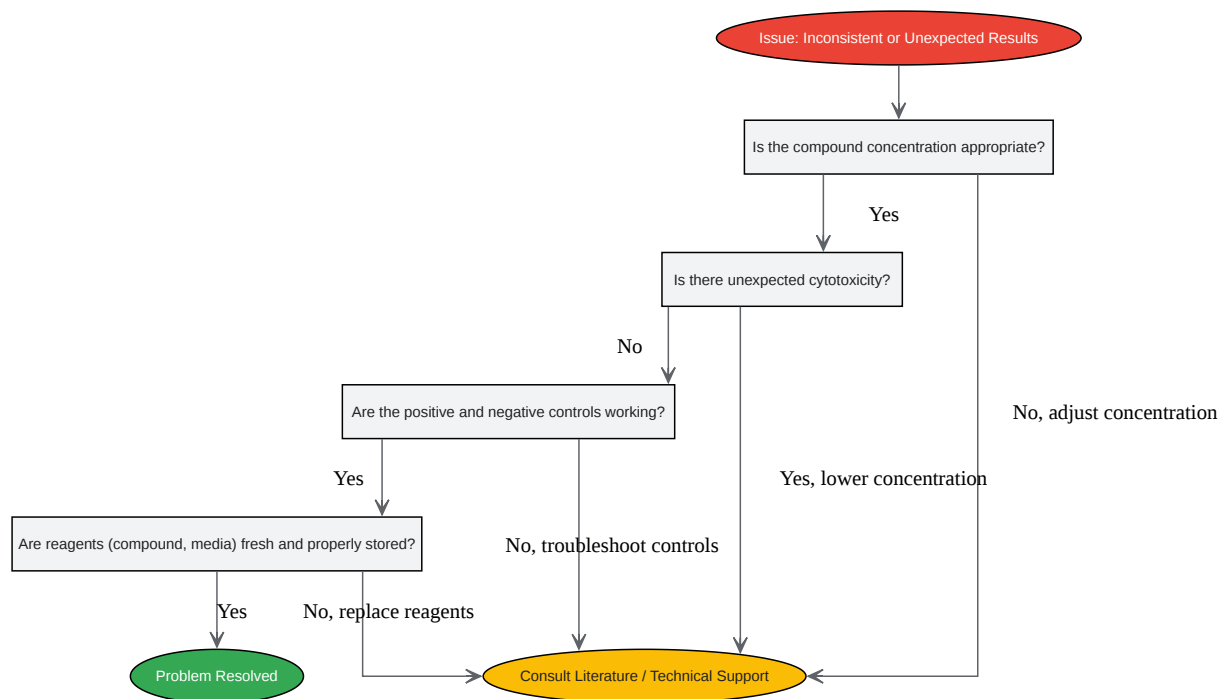 Issue: Inconsistent or Unexpected Results
Is the compound concentration appropriate?
Yes
Is there unexpected cytotoxicity?
No
Are the positive and negative controls working?
No, adjust concentration
Yes
Yes, lower concentration
Are reagents (compound, media) fresh and properly stored?
No, troubleshoot controls
Yes
No, replace reagents
Problem Resolved
Consult Literature / Technical Support